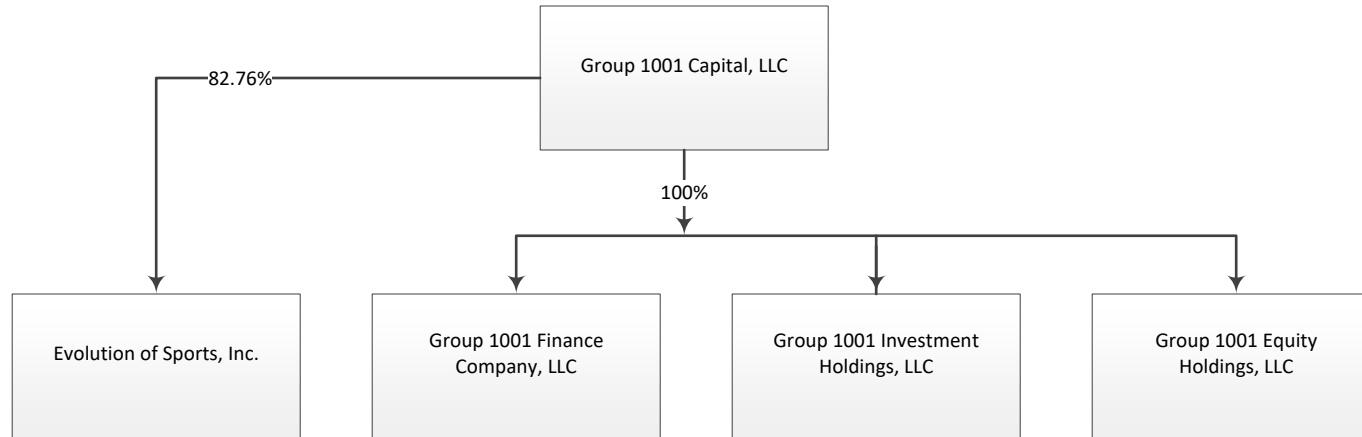 Group 1001 Capital, LLC
82.76%
100%
Evolution of Sports, Inc.
Group 1001 Finance
Company, LLC
Group 1001 Investment
Holdings, LLC
Group 1001 Equity
Holdings, LLC